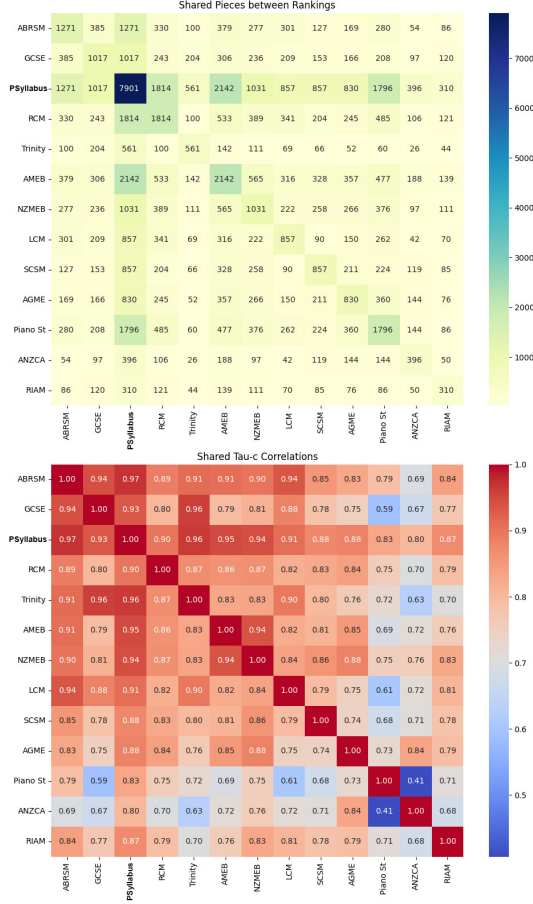 Shared Pieces between Rankings
ABRSM 1271 385 1271 330 100 379 277 301 127 169 280 54 86
GCSE 385 1017 1017 243 204 306 236 209 153 166 208 97 120
PSyllabus 1271 1017 7901 1814 561 2142 1031 857 857 830 1796 396 310
RCM 330 243 1814 1814 100 533 389 341 204 245 485 106 121
Trinity 100 204 561 100 561 142 111 69 66 52 60 26 44
AMEB 379 306 2142 533 142 2142 565 316 328 357 477 188 139
NZMEB 277 236 1031 389 111 565 1031 222 258 266 376 97 111
LCM 301 209 857 341 69 316 222 857 90 150 262 42 70
SCSM 127 153 857 204 66 328 258 90 857 211 224 119 85
AGME 169 166 830 245 52 357 266 150 211 830 360 144 76
Piano St 280 208 1796 485 60 477 376 262 224 360 1796 144 86
ANZCA 54 97 396 106 26 188 97 42 119 144 144 396 50
RIAM 86 120 310 121 44 139 111 70 85 76 86 50 310
ABRSM GCSE PSyllabus RCM Trinity AMEB NZMEB LCM SCSM AGME Piano St ANZCA RIAM
7000
6000
5000
4000
3000
2000
1000
Shared Tau-c Correlations
ABRSM 1.00 0.94 0.97 0.89 0.91 0.91 0.90 0.94 0.85 0.83 0.79 0.69 0.84
GCSE 0.94 1.00 0.93 0.80 0.96 0.79 0.81 0.88 0.78 0.75 0.59 0.67 0.77
PSyllabus 0.97 0.93 1.00 0.90 0.96 0.95 0.94 0.91 0.88 0.88 0.83 0.80 0.87
RCM 0.89 0.80 0.90 1.00 0.87 0.86 0.87 0.82 0.83 0.84 0.75 0.70 0.79
Trinity 0.91 0.96 0.96 0.87 1.00 0.83 0.83 0.90 0.80 0.76 0.72 0.63 0.70
AMEB 0.91 0.79 0.95 0.86 0.83 1.00 0.94 0.82 0.81 0.85 0.69 0.72 0.76
NZMEB 0.90 0.81 0.94 0.87 0.83 0.94 1.00 0.84 0.86 0.88 0.75 0.76 0.83
LCM 0.94 0.88 0.91 0.82 0.90 0.82 0.84 1.00 0.79 0.75 0.61 0.72 0.81
SCSM 0.85 0.78 0.88 0.83 0.80 0.81 0.86 0.79 1.00 0.74 0.68 0.71 0.78
AGME 0.83 0.75 0.88 0.84 0.76 0.85 0.88 0.75 0.74 1.00 0.73 0.84 0.79
Piano St 0.79 0.59 0.83 0.75 0.72 0.69 0.75 0.61 0.68 0.73 1.00 0.41 0.71
ANZCA 0.69 0.67 0.80 0.70 0.63 0.72 0.76 0.72 0.71 0.84 0.41 1.00 0.68
RIAM 0.84 0.77 0.87 0.79 0.70 0.76 0.83 0.81 0.78 0.79 0.71 0.68 1.00
ABRSM GCSE PSyllabus RCM Trinity AMEB NZMEB LCM SCSM AGME Piano St ANZCA RIAM
1.0
0.9
0.8
0.7
0.6
0.5